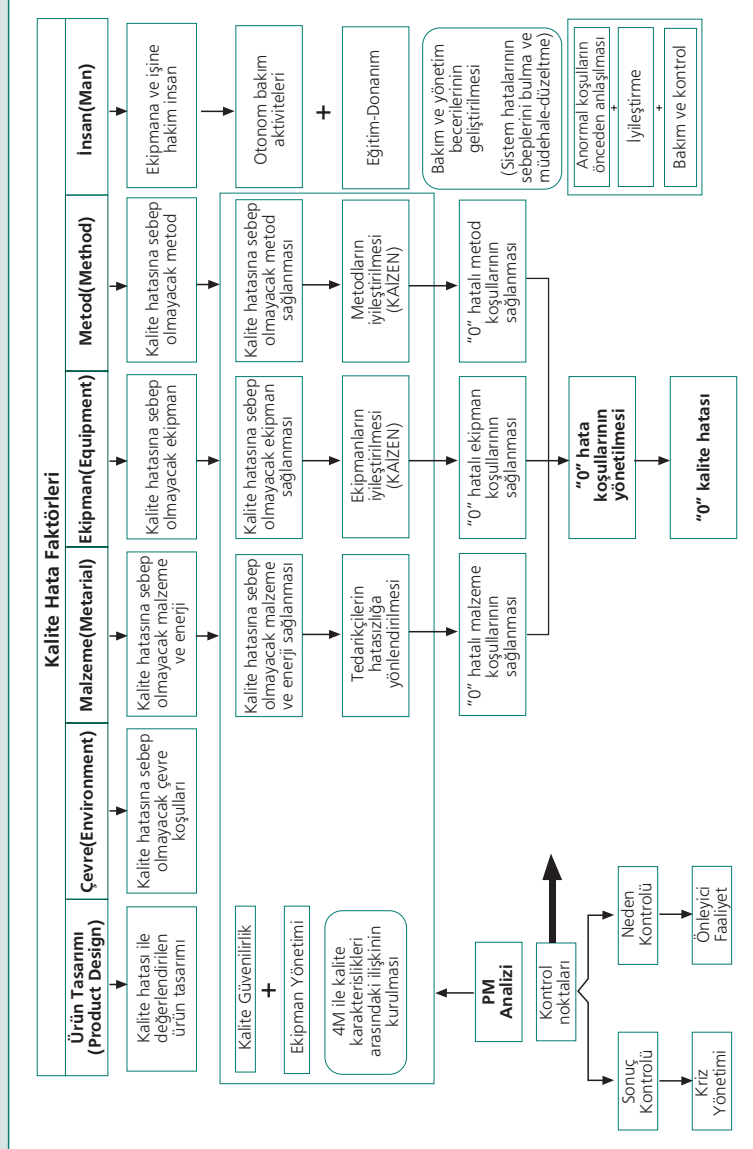 Kalite Hata Faktörleri
Ürün Tasarımı
(Product Design)
Çevre(Environment)
Malzeme(Metarial)
Ekipman(Equipment)
Metod(Method)
İnsan(Man)
Kalite hatası ile
değerlendirilen
ürün tasarımı
Kalite hatasına sebep
olmayacak çevre
koşulları
Kalite hatasına sebep
olmayacak malzeme
ve enerji
Kalite hatasına sebep
olmayacak ekipman
Kalite hatasına sebep
olmayacak metod
Ekipmana ve işine
hakim insan
Kalite Güvenilirlik
+
Ekipman Yönetimi
4M ile kalite
karakterislikleri
arasındaki ilişkinin
kurulması
Kalite hatasına sebep
olmayacak malzeme
ve enerji sağlanması
Kalite hatasına sebep
olmayacak ekipman
sağlanması
Kalite hatasına sebep
olmayacak metod
sağlanması
Otonom bakım
aktiviteleri
+
Tedarikçilerin
hatasızlığa
yönlendirilmesi
Ekipmanların
iyileştirilmesi
(KAİZEN)
Metodların
iyileştirilmesi
(KAİZEN)
Eğitim-Donanım
PM
Analizi
"0" hatalı malzeme
koşullarının
sağlanması
"0" hatalı ekipman
koşullarının
sağlanması
"0" hatalı metod
koşullarının
sağlanması
Bakım ve yönetim
becerilerinin
geliştirilmesi
(Sistem hatalarının
sebeplerini bulma ve
müdehale-düzeltme)
Kontrol
noktaları
"0" hata
koşullarının
yönetilmesi
Anormal koşulların
önceden anlaşılması
+
İyileştirme
+
Bakım ve kontrol
Sonuç
Kontrolü
Neden
Kontrolü
"0" kalite hatası
Kriz
Yönetimi
Önleyici
Faaliyet